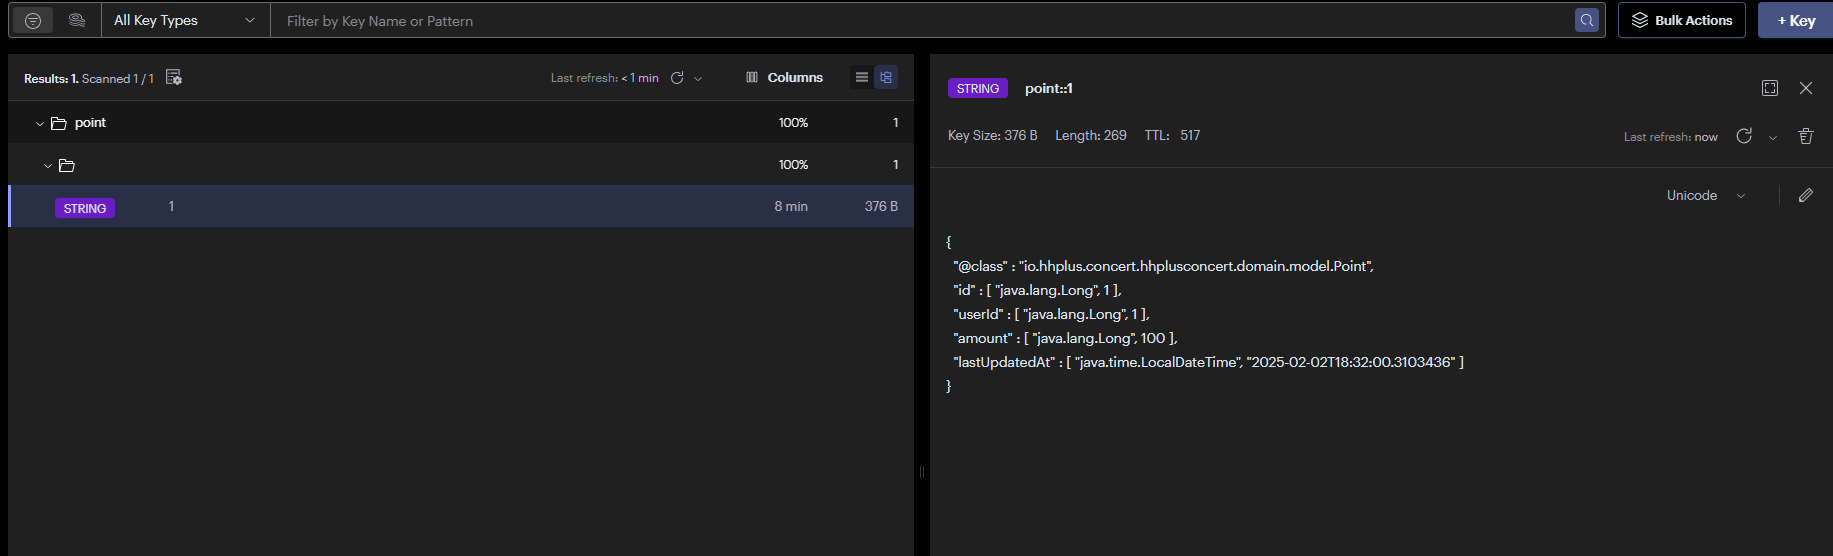 All Key Types
Filter by Key Name or Pattern
Bulk Actions
+ Key
Results: 1. Scanned 1 / 1
Last refresh: < 1 min
Columns
point 100% 1
100% 1
STRING 1 8 min 376 B
STRING point::1
Key Size: 376 B Length: 269 TTL: 517
Last refresh: now
Unicode
{
"@class" : "io.hhplus.concert.hhplusconcert.domain.model.Point",
"id" : [ "java.lang.Long", 1 ],
"userId" : [ "java.lang.Long", 1 ],
"amount" : [ "java.lang.Long", 100 ],
"lastUpdatedAt" : [ "java.time.LocalDateTime", "2025-02-02T18:32:00.3103436" ]
}